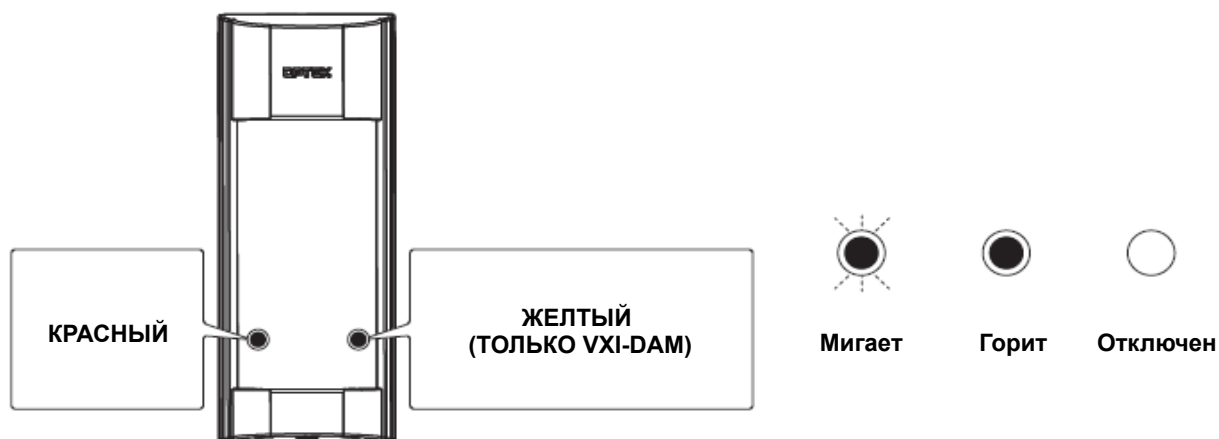 OPTEX
КРАСНЫЙ
ЖЕЛТЫЙ
(ТОЛЬКО VXI-DAM)
Мигает
Горит
Отключен